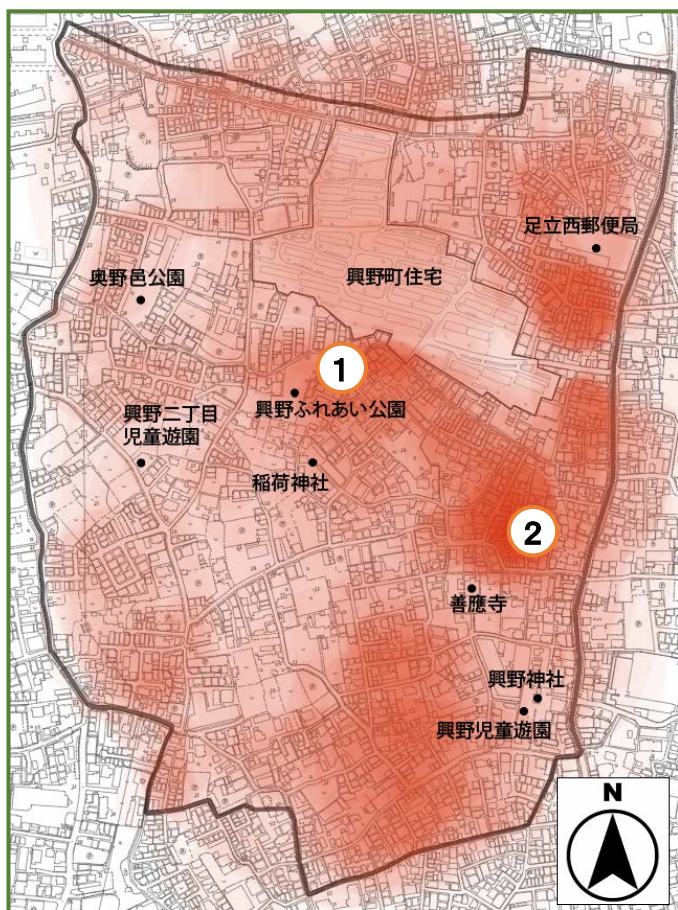 足立西郵便局
奥野邑公園
興野町住宅
1
興野ふれあい公園
興野二丁目
児童遊園
稲荷神社
2
善應寺
興野神社
興野児童遊園
N